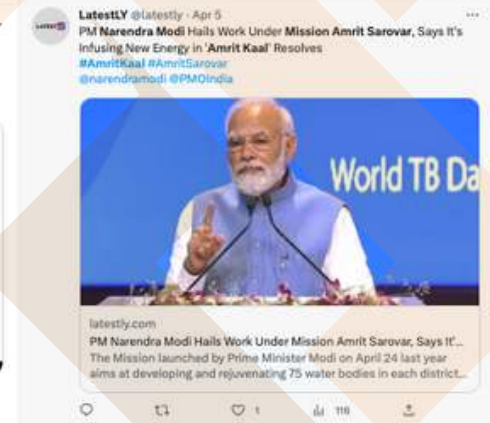 LatestLY @latestly · Apr 5
PM Narendra Modi Hails Work Under Mission Amrit Sarovar, Says It's
Infusing New Energy in 'Amrit Kaal' Resolves
#AmritKaal #AmritSarovar
@narendramodi @PMOIndia
World TB Da
latestly.com
PM Narendra Modi Hails Work Under Mission Amrit Sarovar, Says It'...
The Mission launched by Prime Minister Modi on April 24 last year
aims at developing and rejuvenating 75 water bodies in each district...
1